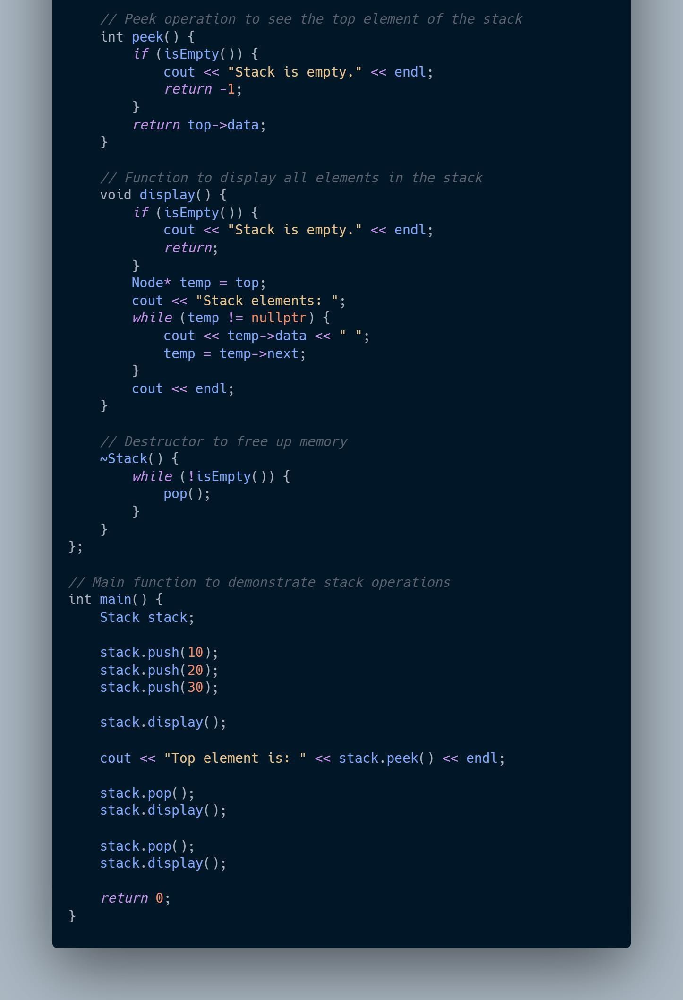 // Peek operation to see the top element of the stack
int peek() {
if (isEmpty()) {
cout << "Stack is empty." << endl;
return -1;
}
return top->data;
}
// Function to display all elements in the stack
void display() {
if (isEmpty()) {
cout << "Stack is empty." << endl;
return;
}
Node* temp = top;
cout << "Stack elements: ";
while (temp != nullptr) {
cout << temp->data << " ";
temp = temp->next;
}
cout << endl;
}
// Destructor to free up memory
~Stack() {
while (!isEmpty()) {
pop();
}
}
};
// Main function to demonstrate stack operations
int main() {
Stack stack;
stack.push(10);
stack.push(20);
stack.push(30);
stack.display();
cout << "Top element is: " << stack.peek() << endl;
stack.pop();
stack.display();
stack.pop();
stack.display();
return 0;
}